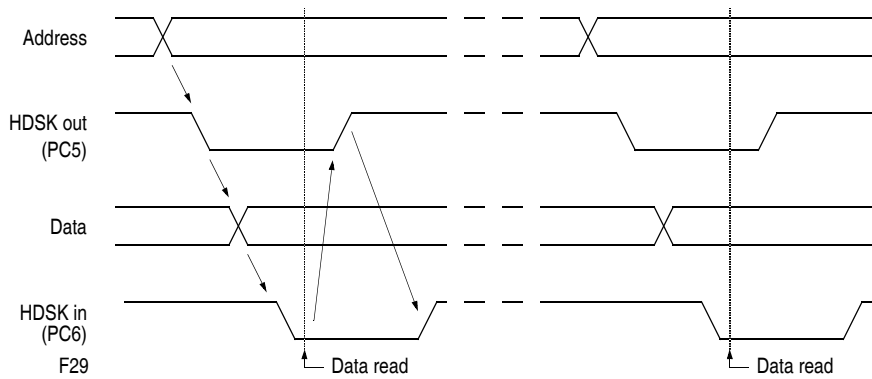 Address
HDSK out
(PC5)
Data
HDSK in
(PC6)
F29
Data read
Data read